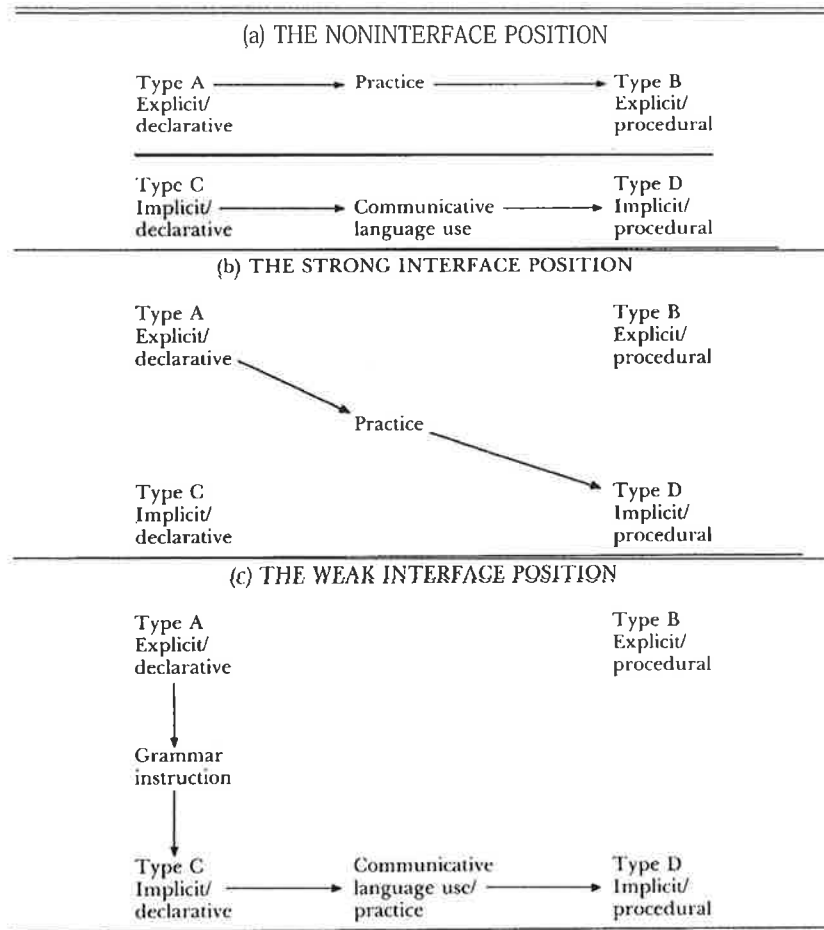 (a) THE NONINTERFACE POSITION
Type A Practice Type B
Explicit/ Explicit/
declarative procedural
Type C Type D
Implicit/ Communicative Implicit/
declarative language use procedural
(b) THE STRONG INTERFACE POSITION
Type A Type B
Explicit/ Explicit/
declarative procedural
Practice
Type C Type D
Implicit/ Implicit/
declarative procedural
(c) THE WEAK INTERFACE POSITION
Type A Type B
Explicit/ Explicit/
declarative procedural
Grammar
instruction
Type C Communicative Type D
Implicit/ language use/ Implicit/
declarative practice procedural